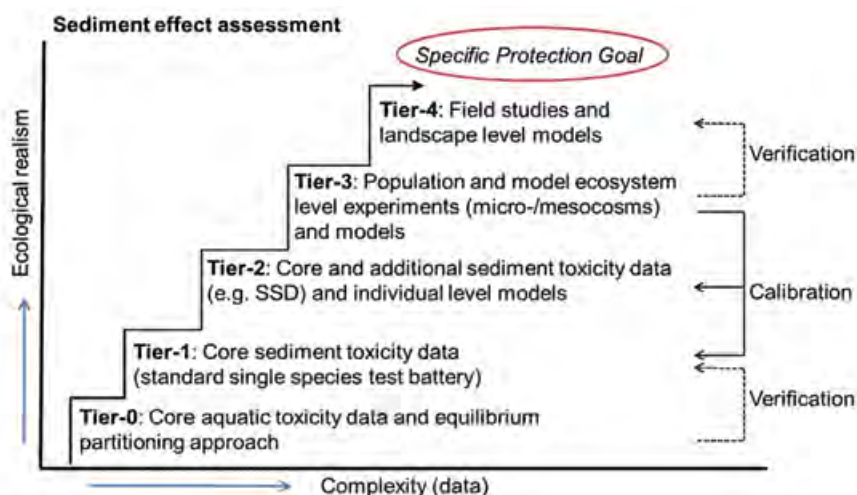 Sediment effect assessment
Specific Protection Goal
Tier-4: Field studies and
landscape level models
Verification
Tier-3: Population and model ecosystem
level experiments (micro-/mesocosms)
and models
Tier-2: Core and additional sediment toxicity data
(e.g. SSD) and individual level models
Calibration
Tier-1: Core sediment toxicity data
(standard single species test battery)
Verification
Tier-0: Core aquatic toxicity data and equilibrium
partitioning approach
Ecological realism
Complexity (data)